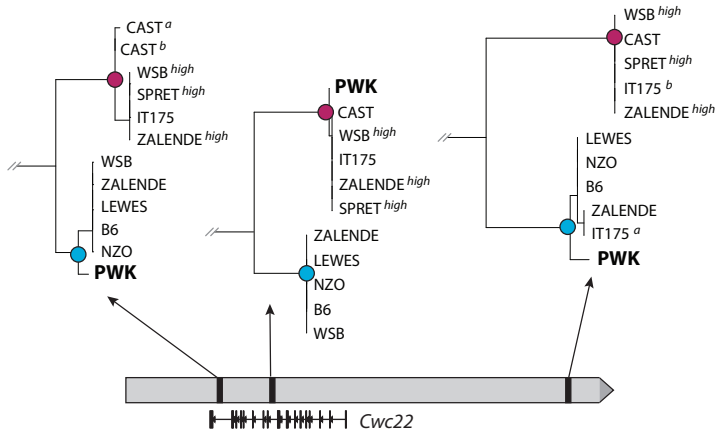 CAST a
CAST b
WSB high
SPRET high
IT175
ZALENDE high
WSB
ZALENDE
LEWES
B6
NZO
PWK
PWK
CAST
WSB high
IT175
ZALENDE high
SPRET high
ZALENDE
LEWES
NZO
B6
WSB
WSB high
CAST
SPRET high
IT175 b
ZALENDE high
LEWES
NZO
B6
ZALENDE
IT175 a
PWK
Cwc22